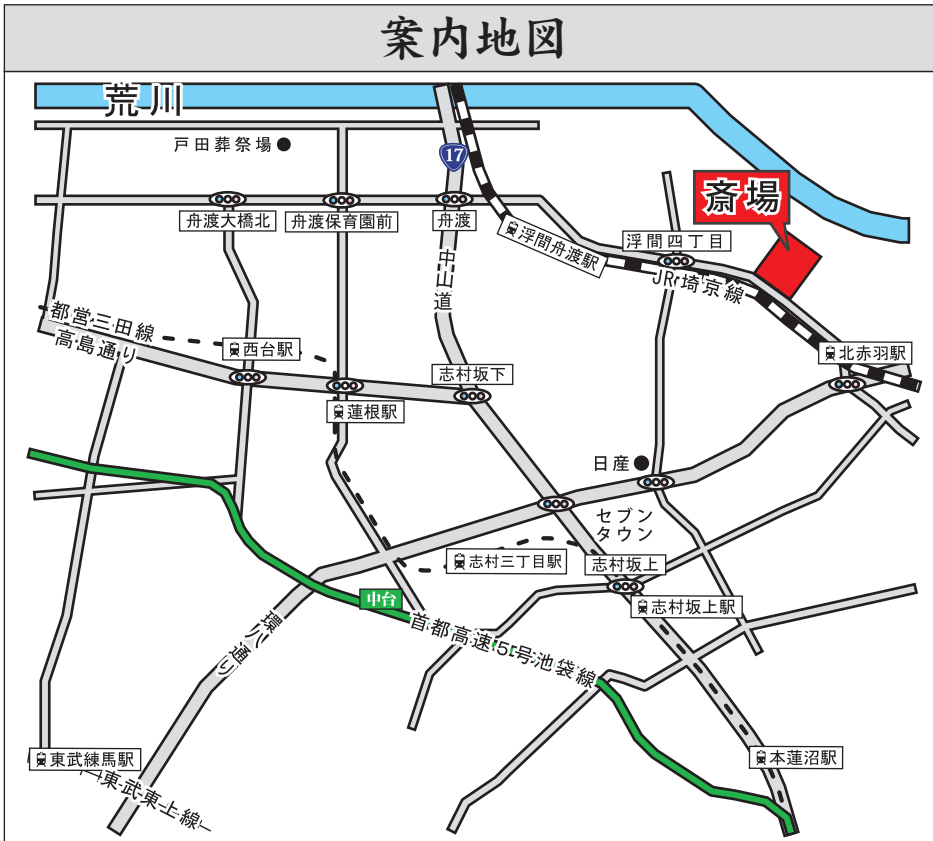 案内地図
荒川
戸田葬祭場
17
斎場
舟渡大橋北
舟渡保育園前
舟渡
浮間舟渡駅
浮間四丁目
中山道
JR埼京線
都営三田線
高島通り
西台駅
志村坂下
北赤羽駅
蓮根駅
日産
セブン
タウン
志村三丁目駅
志村坂上
中台
志村坂上駅
首都高速5号池袋線
環八通り
東武練馬駅
本蓮沼駅
東武東上線